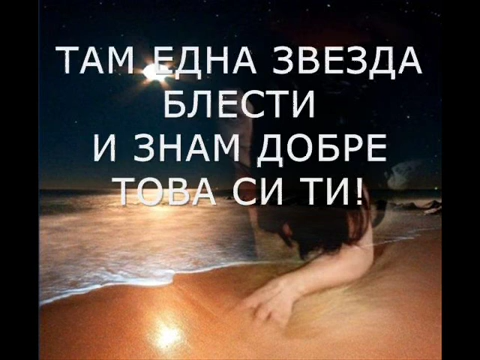 ТАМ ЕДНА ЗВЕЗДА
БЛЕСТИ
И ЗНАМ ДОБРЕ
ТОВА СИ ТИ!